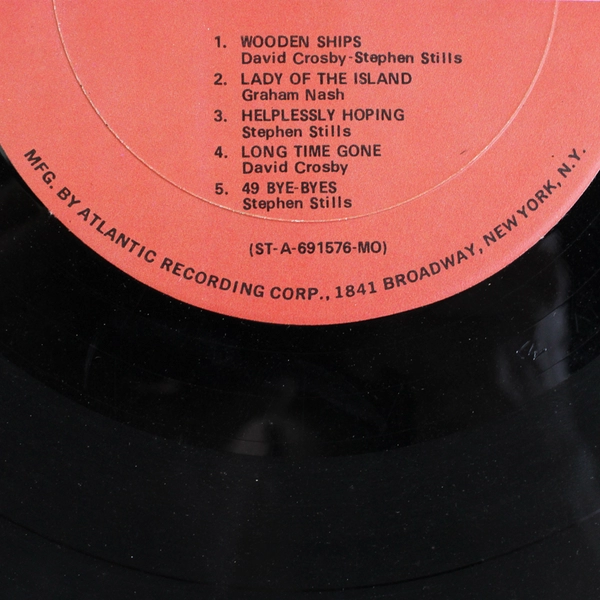 1. WOODEN SHIPS
David Crosby-Stephen Stills
2. LADY OF THE ISLAND
Graham Nash
3. HELPLESSLY HOPING
Stephen Stills
4. LONG TIME GONE
David Crosby
5. 49 BYE-BYES
Stephen Stills
(ST-A-691576-MO)
MFG. BY ATLANTIC RECORDING CORP., 1841 BROADWAY, NEW YORK, N.Y.